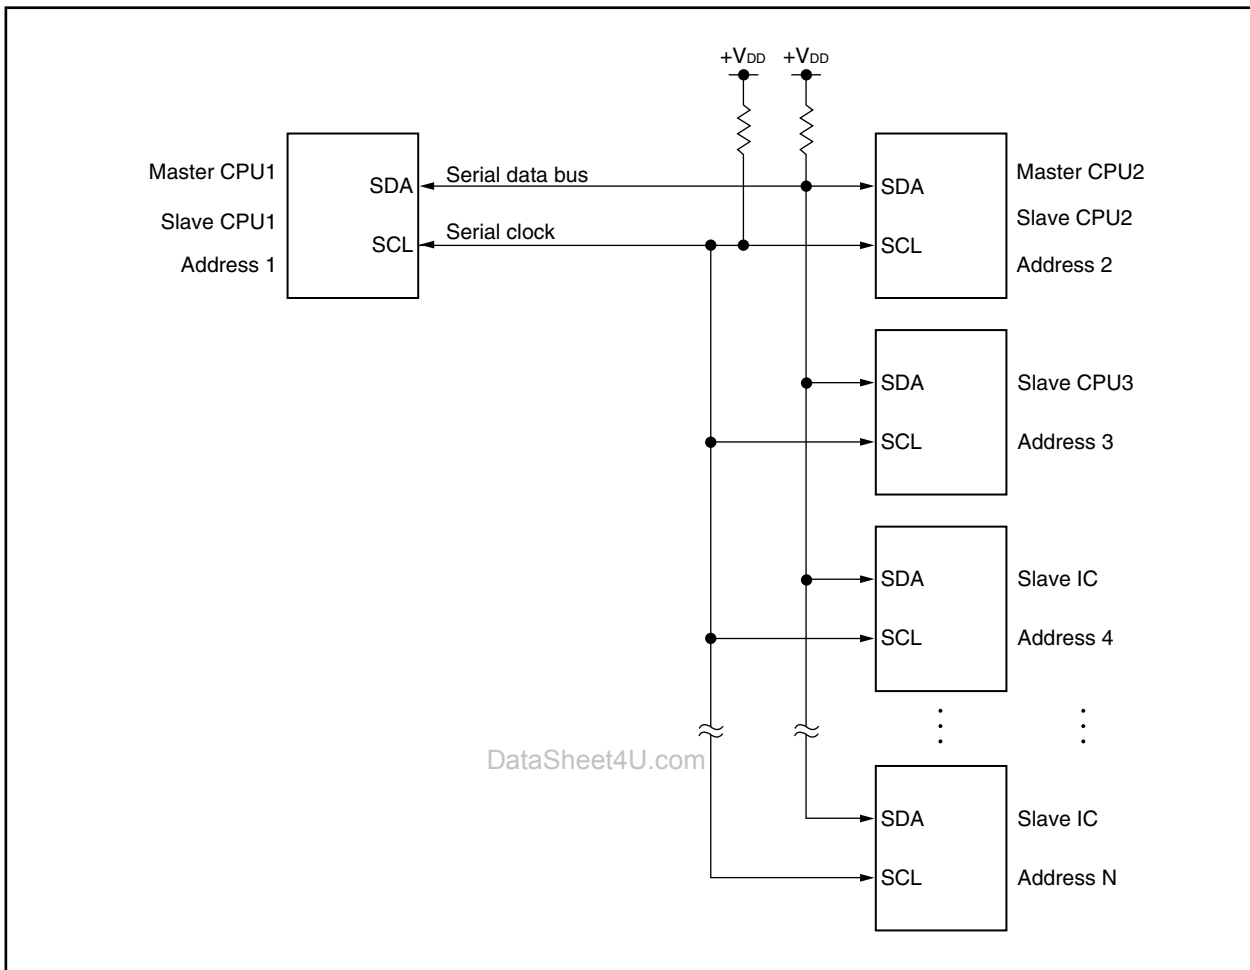 +VDD +VDD
Master CPU1
Slave CPU1
Address 1
SDA
SCL
Serial data bus
Serial clock
SDA
SCL
Master CPU2
Slave CPU2
Address 2
SDA
SCL
Slave CPU3
Address 3
SDA
SCL
Slave IC
Address 4
DataSheet4U.com
SDA
SCL
Slave IC
Address N